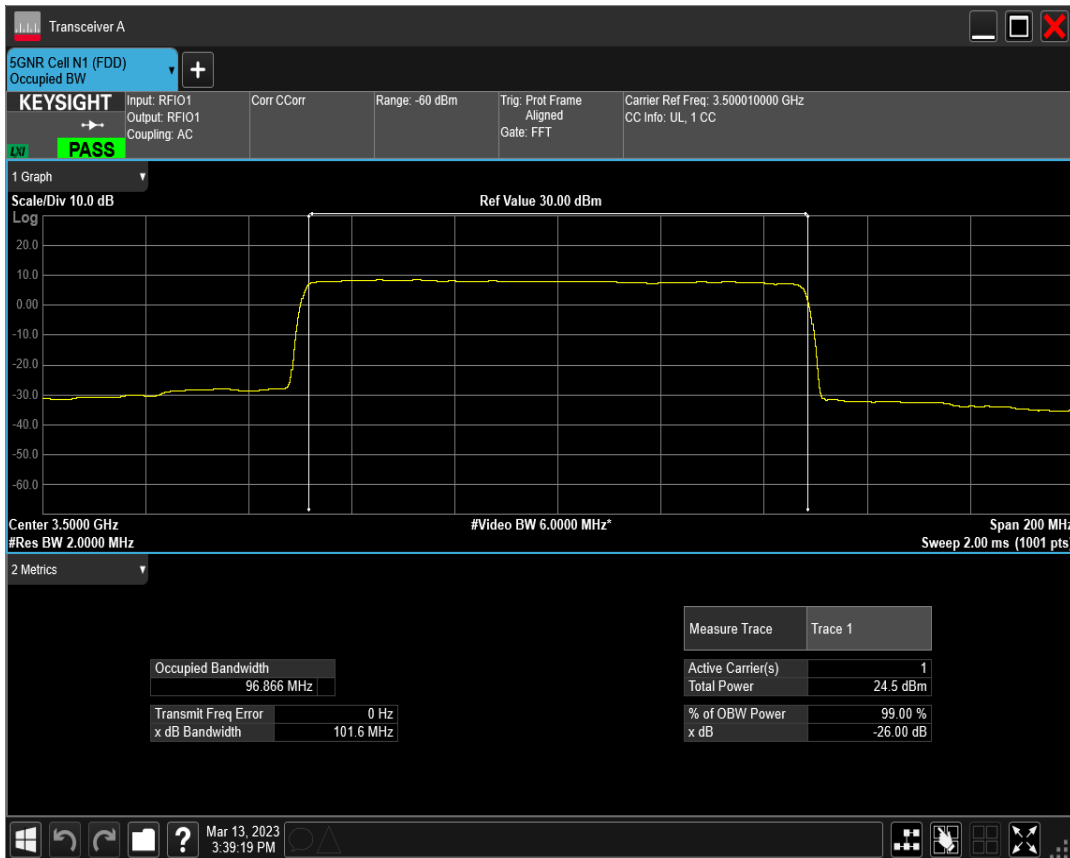 Transceiver A
5GNR Cell N1 (FDD)
Occupied BW
+
KEYSIGHT
LXI
PASS
Input: RFIO1
Output: RFIO1
Coupling: AC
Corr CCorr
Range: -60 dBm
Trig: Prot Frame
Aligned
Gate: FFT
Carrier Ref Freq: 3.500010000 GHz
CC Info: UL, 1 CC
1 Graph
Scale/Div 10.0 dB
Ref Value 30.00 dBm
Log
20.0
10.0
0.00
-10.0
-20.0
-30.0
-40.0
-50.0
-60.0
Center 3.5000 GHz
#Video BW 6.0000 MHz*
Span 200 MHz
#Res BW 2.0000 MHz
Sweep 2.00 ms (1001 pts)
2 Metrics
Measure Trace Trace 1
Occupied Bandwidth
96.866 MHz
Active Carrier(s) 1
Total Power 24.5 dBm
Transmit Freq Error 0 Hz
x dB Bandwidth 101.6 MHz
% of OBW Power 99.00 %
x dB -26.00 dB
?
Mar 13, 2023
3:39:19 PM